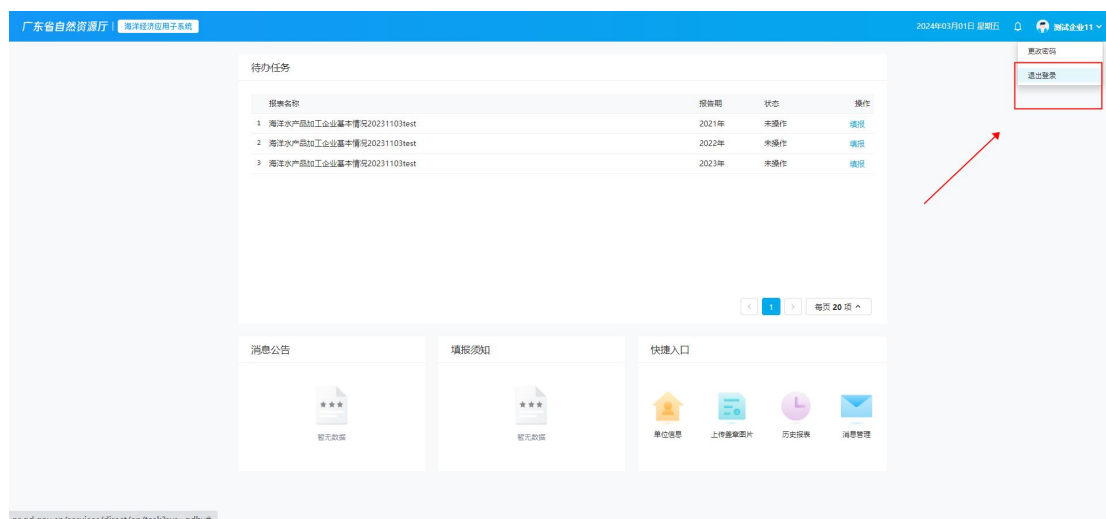 广东省自然资源厅 海洋经济应用子系统 2024年03月01日 星期五 测试企业11
更改密码
退出登录
待办任务
报表名称 报告期 状态 操作
1 海洋水产品加工企业基本情况20231103test 2021年 未操作 填报
2 海洋水产品加工企业基本情况20231103test 2022年 未操作 填报
3 海洋水产品加工企业基本情况20231103test 2023年 未操作 填报
< 1 > 每页 20 项
消息公告 填报须知 快捷入口
暂无数据 暂无数据 单位信息 上传盖章图片 历史报表 消息管理